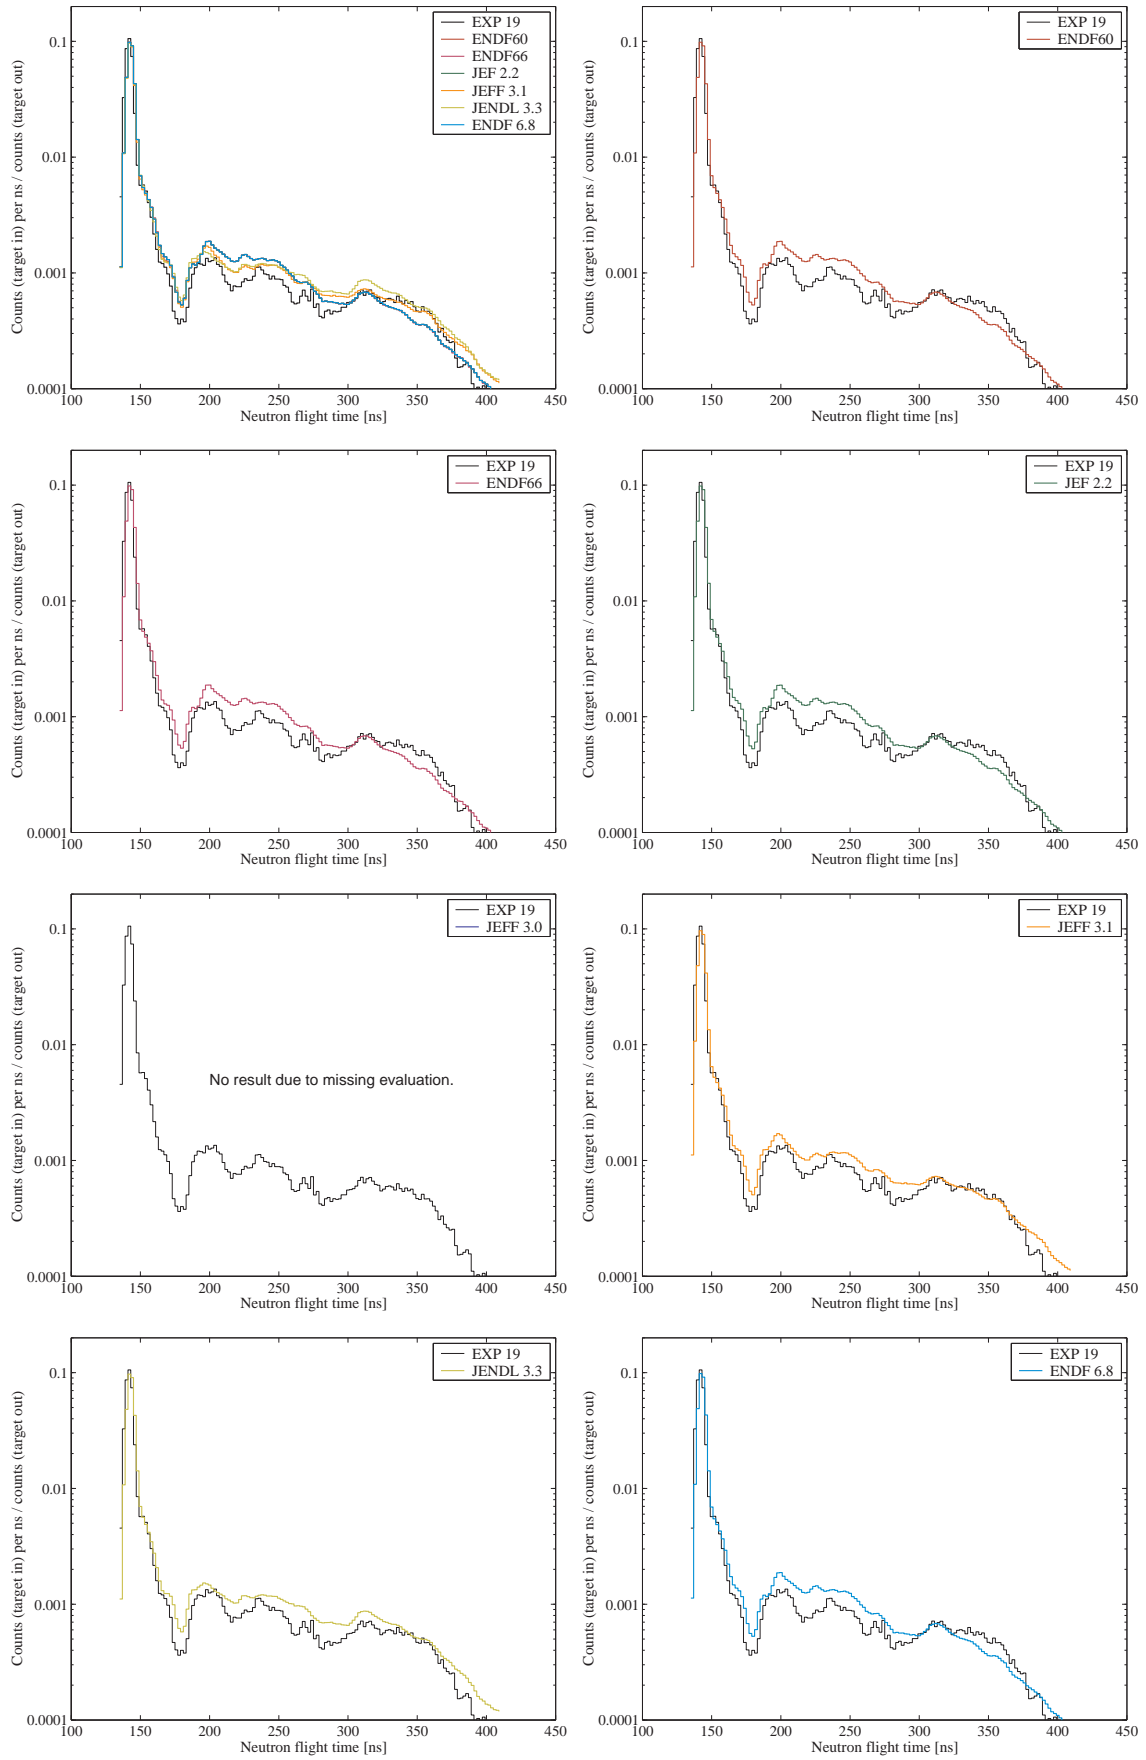 EXP 19
ENDF60
ENDF66
JEF 2.2
JEFF 3.1
JENDL 3.3
ENDF 6.8
0.1
0.01
0.001
0.0001
Counts (target in) per ns / counts (target out)
100 150 200 250 300 350 400 450
Neutron flight time [ns]
EXP 19
ENDF60
0.1
0.01
0.001
0.0001
Counts (target in) per ns / counts (target out)
100 150 200 250 300 350 400 450
Neutron flight time [ns]
EXP 19
ENDF66
0.1
0.01
0.001
0.0001
Counts (target in) per ns / counts (target out)
100 150 200 250 300 350 400 450
Neutron flight time [ns]
EXP 19
JEF 2.2
0.1
0.01
0.001
0.0001
Counts (target in) per ns / counts (target out)
100 150 200 250 300 350 400 450
Neutron flight time [ns]
EXP 19
JEFF 3.0
No result due to missing evaluation.
0.1
0.01
0.001
0.0001
Counts (target in) per ns / counts (target out)
100 150 200 250 300 350 400 450
Neutron flight time [ns]
EXP 19
JEFF 3.1
0.1
0.01
0.001
0.0001
Counts (target in) per ns / counts (target out)
100 150 200 250 300 350 400 450
Neutron flight time [ns]
EXP 19
JENDL 3.3
0.1
0.01
0.001
0.0001
Counts (target in) per ns / counts (target out)
100 150 200 250 300 350 400 450
Neutron flight time [ns]
EXP 19
ENDF 6.8
0.1
0.01
0.001
0.0001
Counts (target in) per ns / counts (target out)
100 150 200 250 300 350 400 450
Neutron flight time [ns]